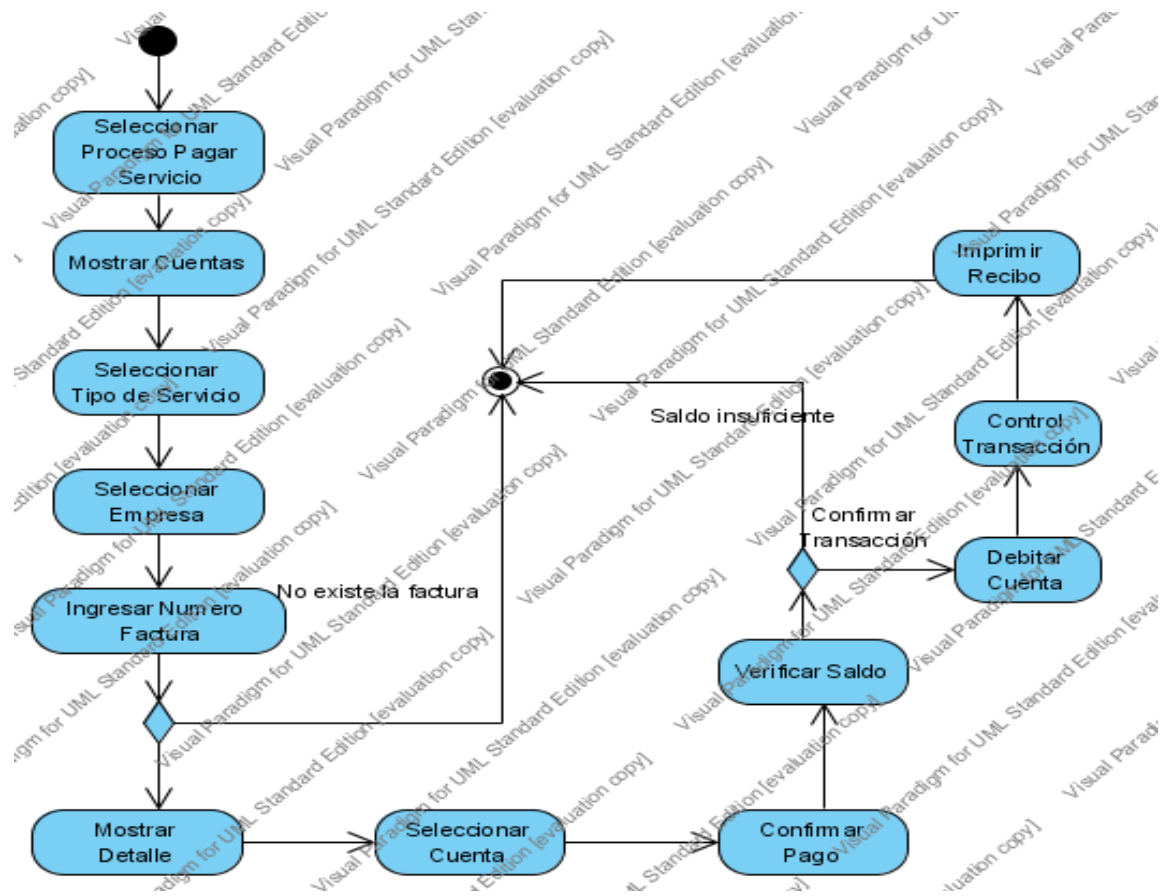 Seleccionar
Proceso Pagar
Servicio
Mostrar Cuentas
Seleccionar
Tipo de Servicio
Seleccionar
Empresa
Ingresar Numero
Factura
No existe la factura
Mostrar
Detalle
Seleccionar
Cuenta
Confirmar
Pago
Verificar Saldo
Confirmar
Transacción
Saldo insuficiente
Debitar
Cuenta
Control
Transacción
Imprimir
Recibo
Visual Paradigm for UML Standard Edition [evaluation copy]